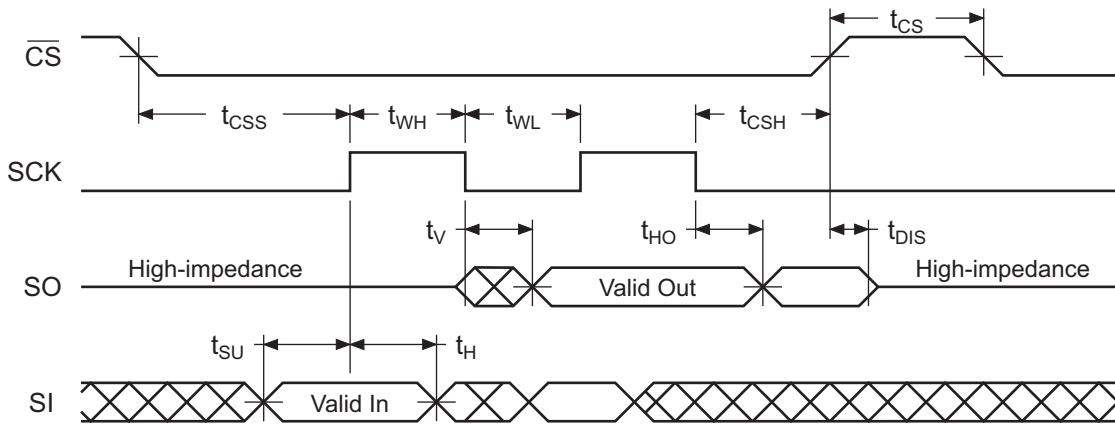 t_CS
C̅S̅
t_CSS t_WH t_WL t_CSH
SCK
t_V t_HO t_DIS
High-impedance High-impedance
SO Valid Out
t_SU t_H
SI Valid In